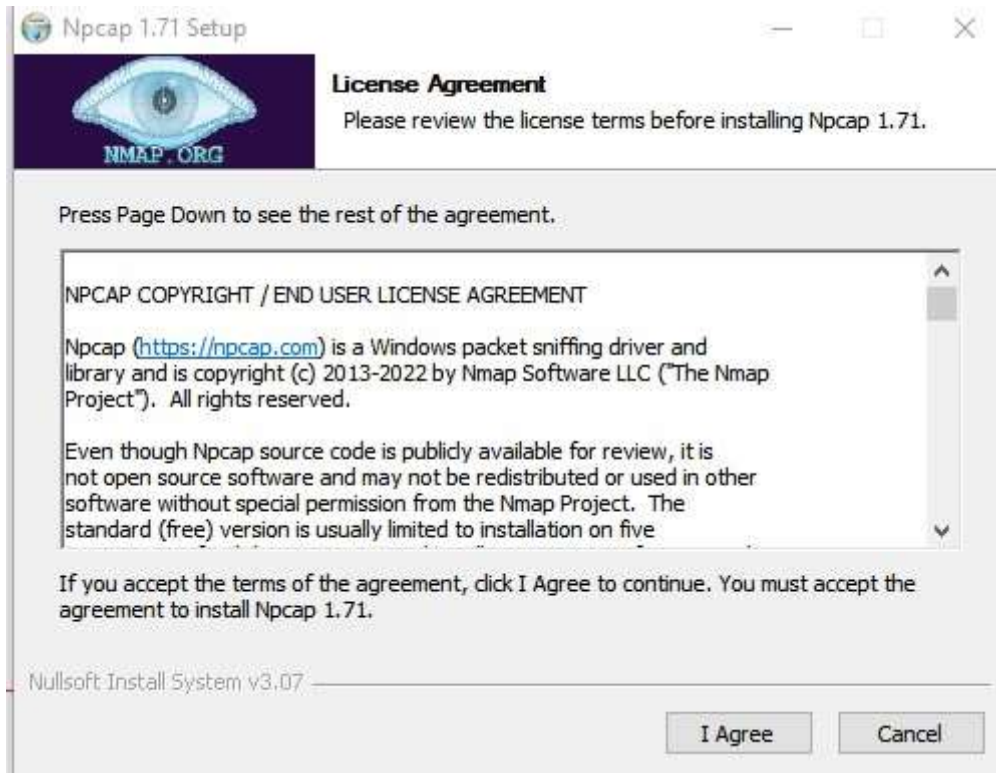 Npcap 1.71 Setup
NMAP.ORG
License Agreement
Please review the license terms before installing Npcap 1.71.
Press Page Down to see the rest of the agreement.
NPCAP COPYRIGHT / END USER LICENSE AGREEMENT
Npcap (https://npcap.com) is a Windows packet sniffing driver and
library and is copyright (c) 2013-2022 by Nmap Software LLC ("The Nmap
Project").  All rights reserved.
Even though Npcap source code is publicly available for review, it is
not open source software and may not be redistributed or used in other
software without special permission from the Nmap Project.  The
standard (free) version is usually limited to installation on five
If you accept the terms of the agreement, click I Agree to continue. You must accept the
agreement to install Npcap 1.71.
Nullsoft Install System v3.07
I Agree
Cancel